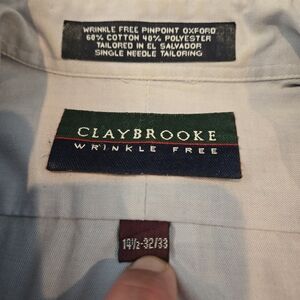 WRINKLE FREE PINPOINT OXFORD
60% COTTON 40% POLYESTER
TAILORED IN EL SALVADOR
SINGLE NEEDLE TAILORING
CLAYBROOKE
WRINKLE FREE
14½-32/33